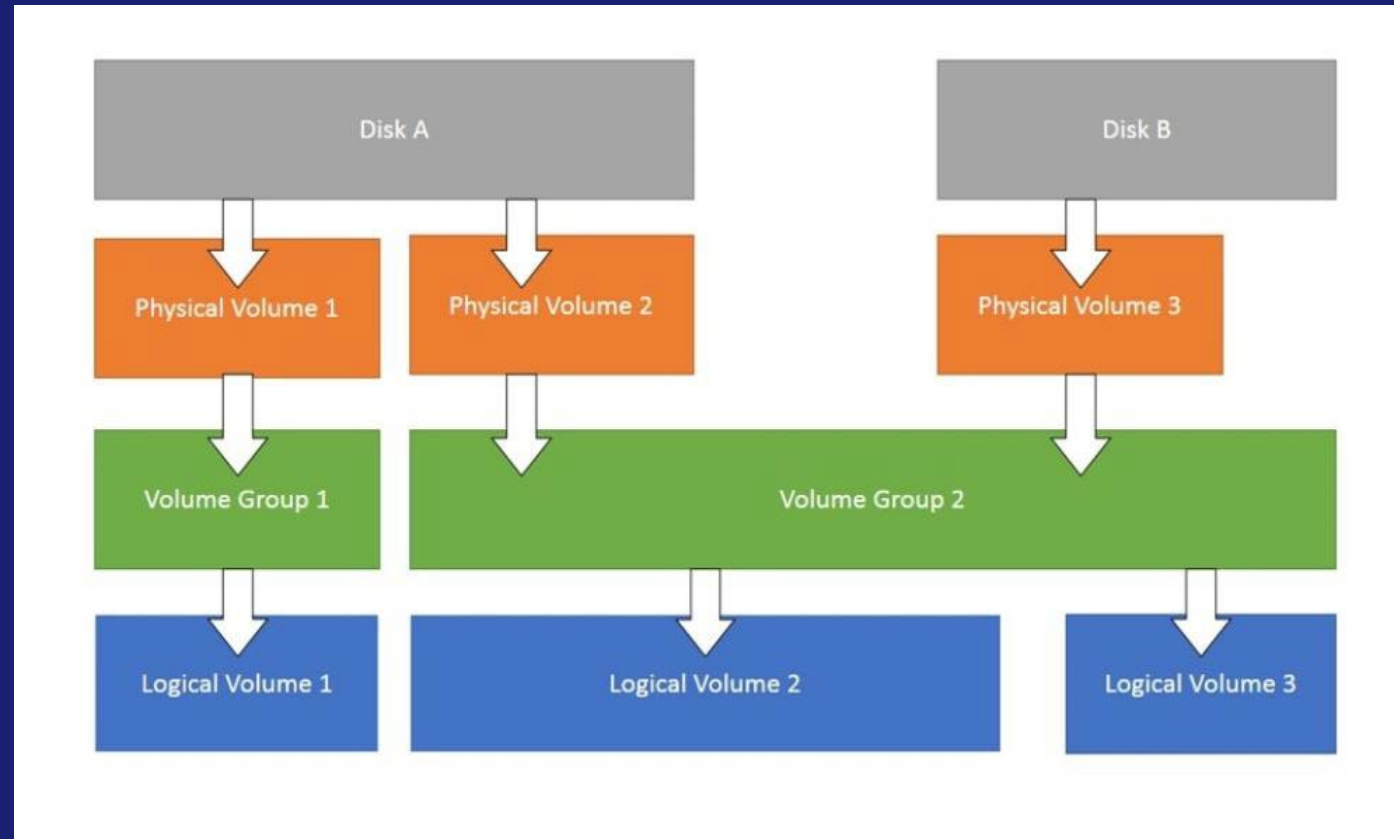 Disk A
Disk B
Physical Volume 1
Physical Volume 2
Physical Volume 3
Volume Group 1
Volume Group 2
Logical Volume 1
Logical Volume 2
Logical Volume 3